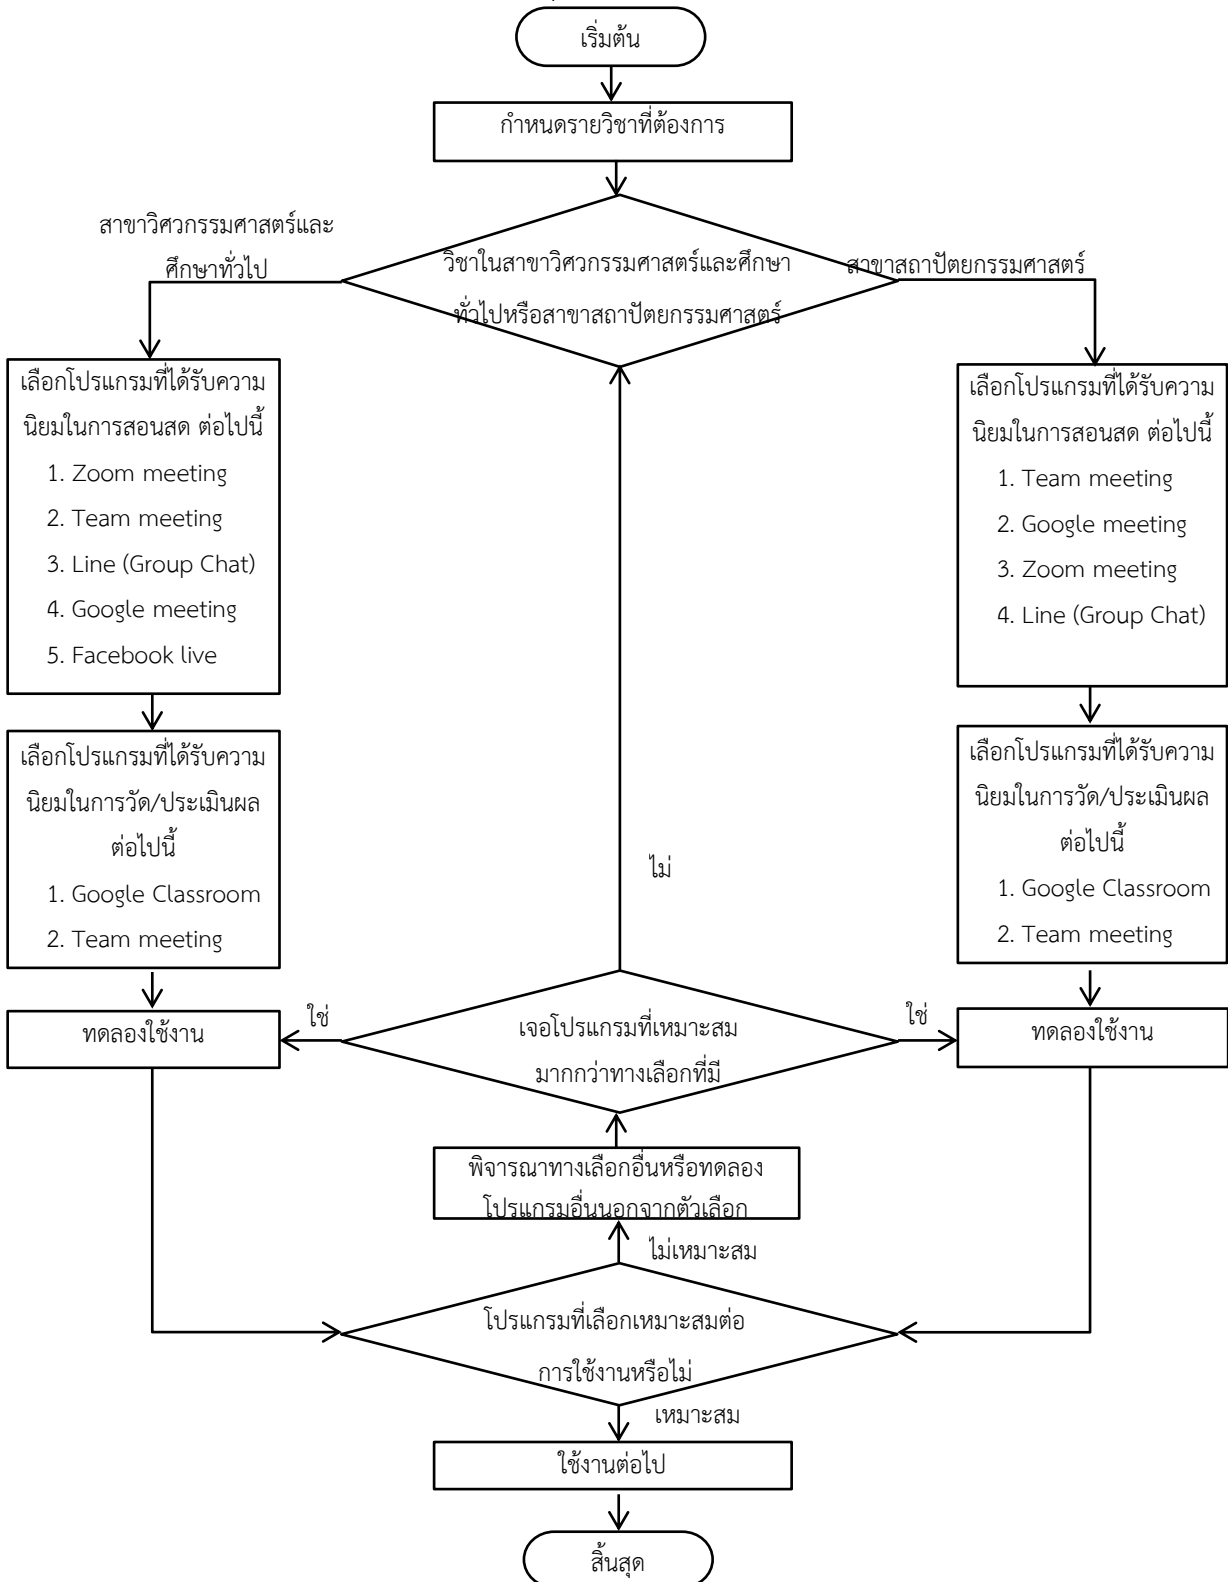 เริ่มต้น
กำหนดรายวิชาที่ต้องการ
สาขาวิศวกรรมศาสตร์และ
ศึกษาทั่วไป
วิชาในสาขาวิศวกรรมศาสตร์และศึกษา
ทั่วไปหรือสาขาสถาปัตยกรรมศาสตร์
สาขาสถาปัตยกรรมศาสตร์
เลือกโปรแกรมที่ได้รับความ
นิยมในการสอนสด ต่อไปนี้
1. Zoom meeting
2. Team meeting
3. Line (Group Chat)
4. Google meeting
5. Facebook live
เลือกโปรแกรมที่ได้รับความ
นิยมในการสอนสด ต่อไปนี้
1. Team meeting
2. Google meeting
3. Zoom meeting
4. Line (Group Chat)
เลือกโปรแกรมที่ได้รับความ
นิยมในการวัด/ประเมินผล
ต่อไปนี้
1. Google Classroom
2. Team meeting
ไม่
เลือกโปรแกรมที่ได้รับความ
นิยมในการวัด/ประเมินผล
ต่อไปนี้
1. Google Classroom
2. Team meeting
ทดลองใช้งาน
ใช่
เจอโปรแกรมที่เหมาะสม
มากกว่าทางเลือกที่มี
ใช่
ทดลองใช้งาน
พิจารณาทางเลือกอื่นหรือทดลอง
โปรแกรมอื่นนอกจากตัวเลือก
ไม่เหมาะสม
โปรแกรมที่เลือกเหมาะสมต่อ
การใช้งานหรือไม่
เหมาะสม
ใช้งานต่อไป
สิ้นสุด